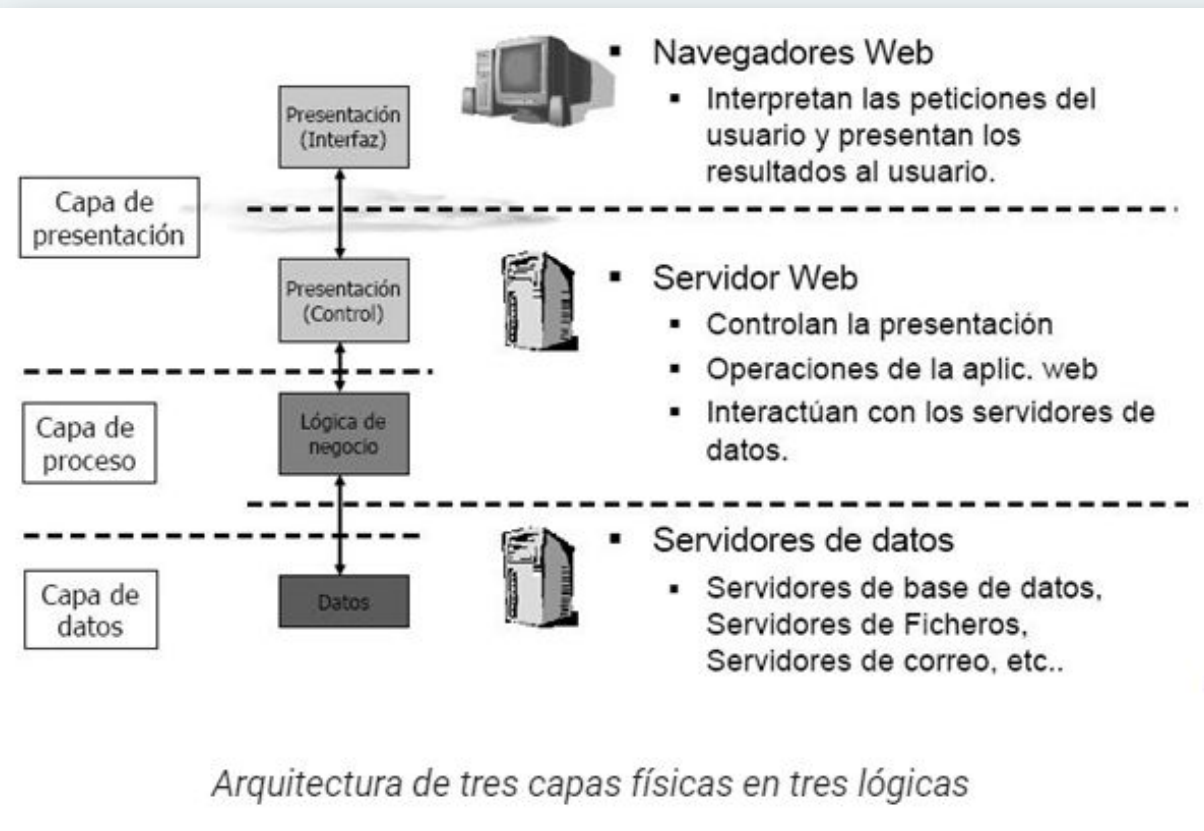 Navegadores Web
Presentación
(Interfaz)
Interpretan las peticiones del
usuario y presentan los
resultados al usuario.
Capa de
presentación
Presentación
(Control)
Servidor Web
Controlan la presentación
Operaciones de la aplic. web
Interactúan con los servidores de
datos.
Capa de
proceso
Lógica de
negocio
Servidores de datos
Capa de
datos
Datos
Servidores de base de datos,
Servidores de Ficheros,
Servidores de correo, etc..
Arquitectura de tres capas físicas en tres lógicas